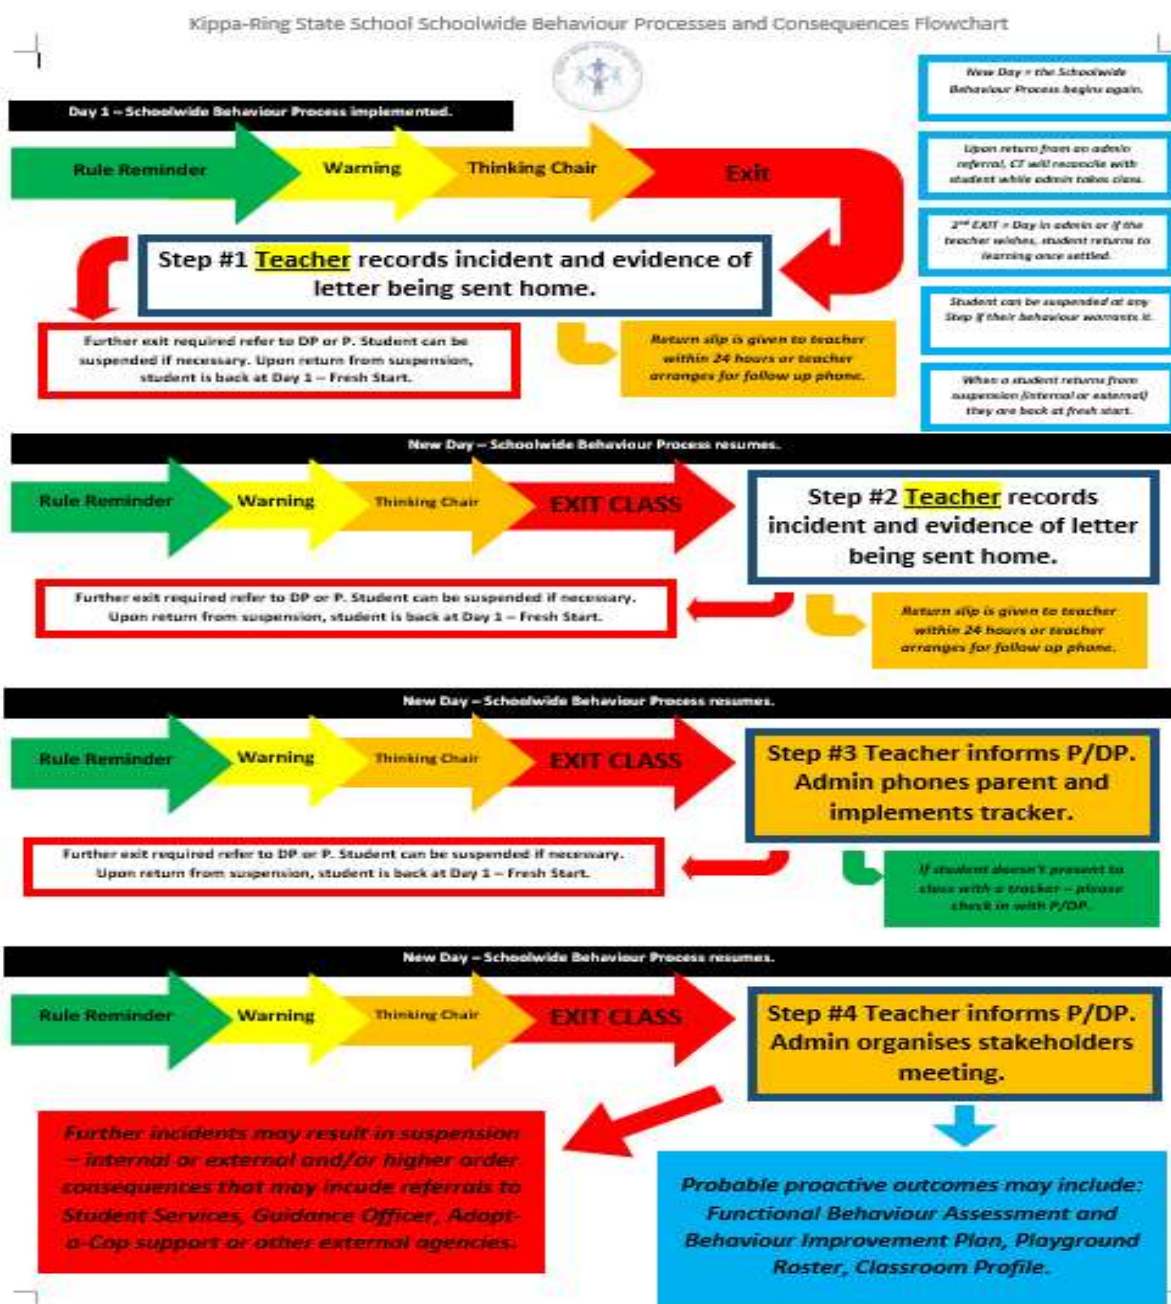 Kippa-Ring State School Schoolwide Behaviour Processes and Consequences Flowchart
New Day = the Schoolwide
Behaviour Process begins again.
Day 1 – Schoolwide Behaviour Process implemented.
Rule Reminder
Warning
Thinking Chair
Exit
Upon return from an admin
referral, CT will reconcile with
student while admin takes class.
2nd EXIT = Day in admin or if the
teacher wishes, student returns to
learning once settled.
Student can be suspended at any
Step if their behaviour warrants it.
When a student returns from
suspension (internal or external)
they are back at fresh start.
Step #1 Teacher records incident and evidence of
letter being sent home.
Further exit required refer to DP or P. Student can be
suspended if necessary. Upon return from suspension,
student is back at Day 1 – Fresh Start.
Return slip is given to teacher
within 24 hours or teacher
arranges for follow up phone.
New Day – Schoolwide Behaviour Process resumes.
Rule Reminder
Warning
Thinking Chair
EXIT CLASS
Step #2 Teacher records
incident and evidence of letter
being sent home.
Further exit required refer to DP or P. Student can be suspended if necessary.
Upon return from suspension, student is back at Day 1 – Fresh Start.
Return slip is given to teacher
within 24 hours or teacher
arranges for follow up phone.
New Day – Schoolwide Behaviour Process resumes.
Rule Reminder
Warning
Thinking Chair
EXIT CLASS
Step #3 Teacher informs P/DP.
Admin phones parent and
implements tracker.
Further exit required refer to DP or P. Student can be suspended if necessary.
Upon return from suspension, student is back at Day 1 – Fresh Start.
If student doesn't present to
class with a tracker – please
check in with P/DP.
New Day – Schoolwide Behaviour Process resumes.
Rule Reminder
Warning
Thinking Chair
EXIT CLASS
Step #4 Teacher informs P/DP.
Admin organises stakeholders
meeting.
Further incidents may result in suspension
– internal or external and/or higher order
consequences that may incude referrals to
Student Services, Guidance Officer, Adopt-
a-Cop support or other external agencies.
Probable proactive outcomes may include:
Functional Behaviour Assessment and
Behaviour Improvement Plan, Playground
Roster, Classroom Profile.